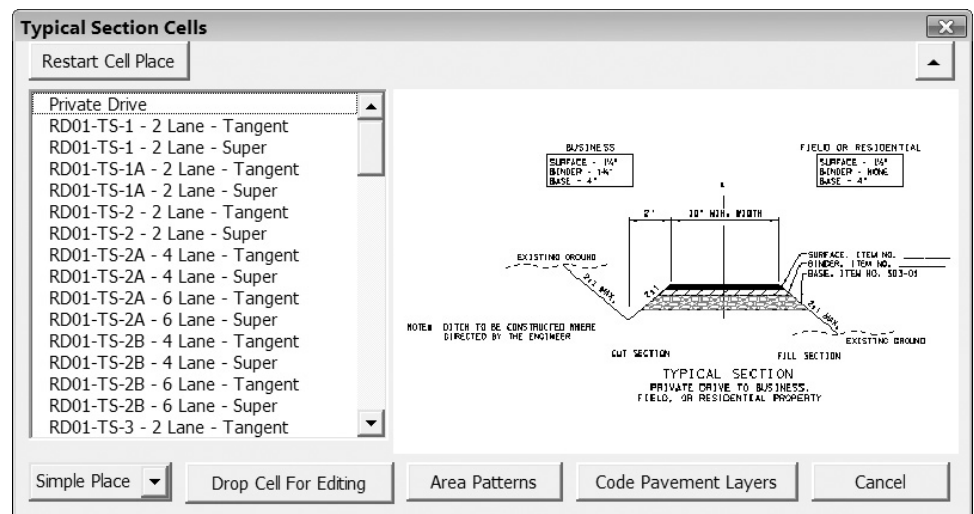 Typical Section Cells
Restart Cell Place
Private Drive
RD01-TS-1 - 2 Lane - Tangent
RD01-TS-1 - 2 Lane - Super
RD01-TS-1A - 2 Lane - Tangent
RD01-TS-1A - 2 Lane - Super
RD01-TS-2 - 2 Lane - Tangent
RD01-TS-2 - 2 Lane - Super
RD01-TS-2A - 4 Lane - Tangent
RD01-TS-2A - 4 Lane - Super
RD01-TS-2A - 6 Lane - Tangent
RD01-TS-2A - 6 Lane - Super
RD01-TS-2B - 4 Lane - Tangent
RD01-TS-2B - 4 Lane - Super
RD01-TS-2B - 6 Lane - Tangent
RD01-TS-2B - 6 Lane - Super
RD01-TS-3 - 2 Lane - Tangent
BUSINESS
SURFACE -
BINDER -
BASE - 4"
FIELD OR RESIDENTIAL
SURFACE -
BINDER - NONE
BASE - 4"
2'
MIN. WIDTH
EXISTING GROUND
MAX.
2:1
SURFACE, ITEM NO.
BINDER, ITEM NO.
BASE, ITEM NO. 303-01
2:1 MAX.
EXISTING GROUND
NOTE: DITCH TO BE CONSTRUCTED WHERE
DIRECTED BY THE ENGINEER
CUT SECTION
FILL SECTION
TYPICAL SECTION
PRIVATE DRIVE TO BUSINESS,
FIELD, OR RESIDENTIAL PROPERTY
Simple Place
Drop Cell For Editing
Area Patterns
Code Pavement Layers
Cancel